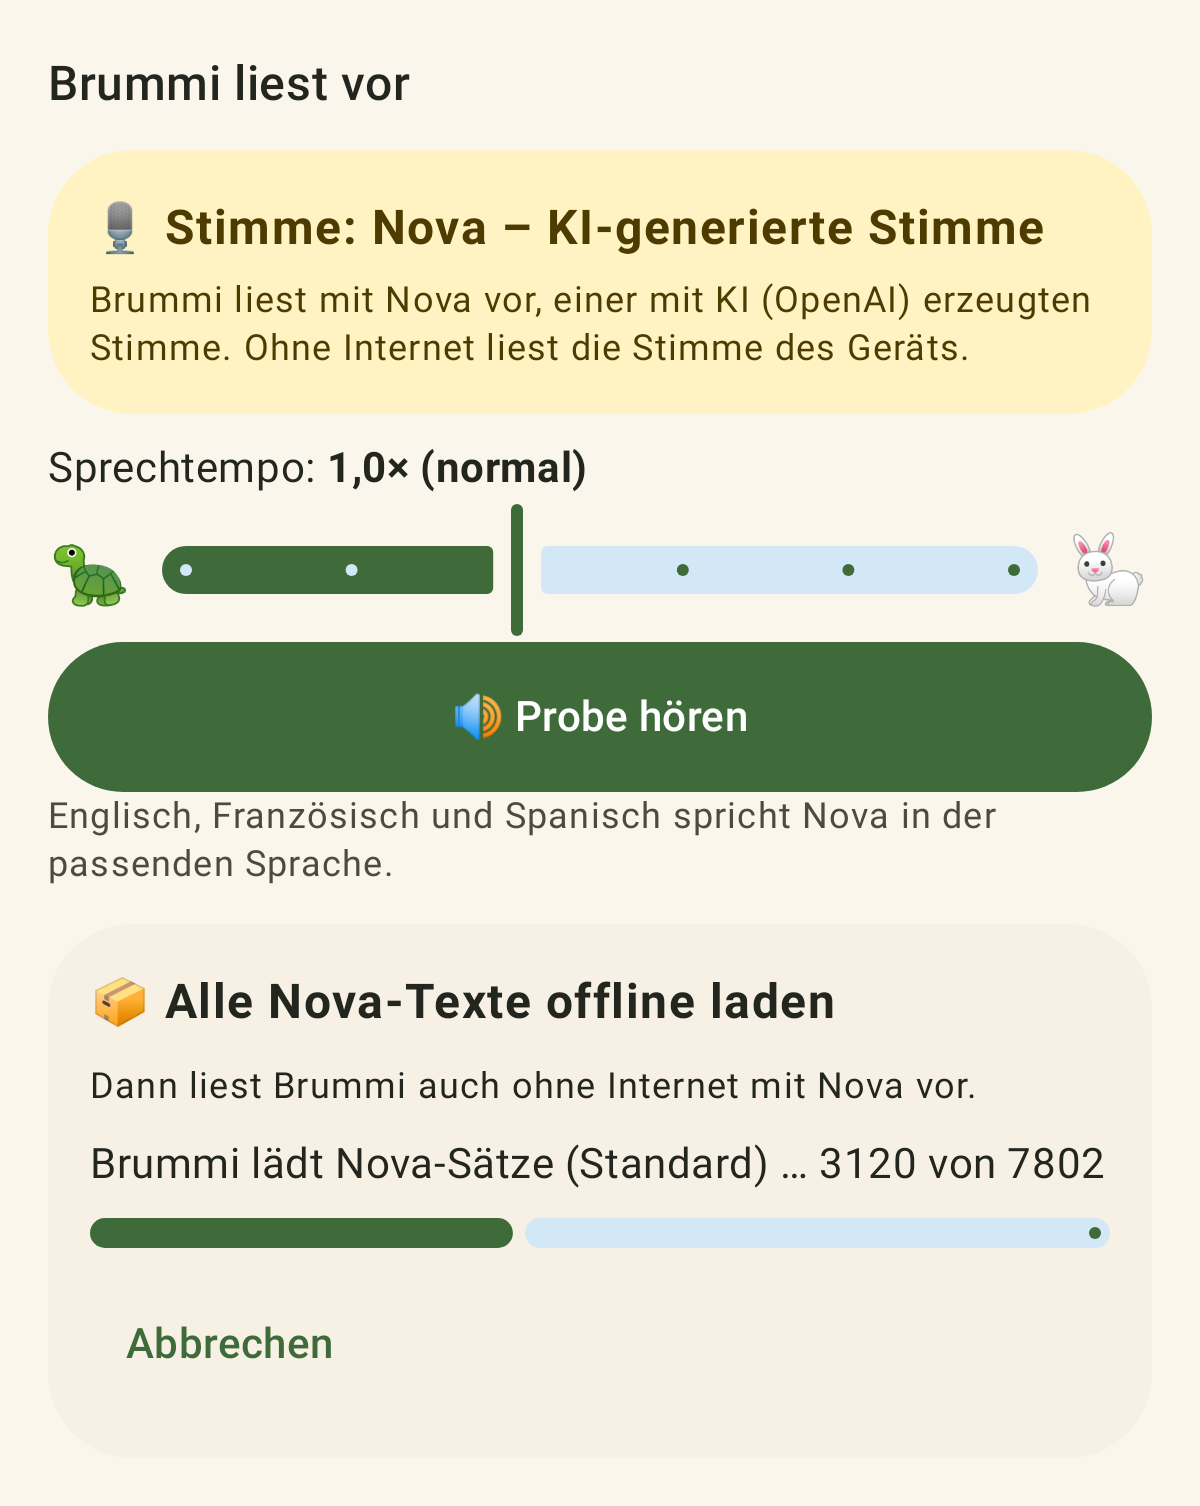 Brummi liest vor
Stimme: Nova – KI-generierte Stimme
Brummi liest mit Nova vor, einer mit KI (OpenAI) erzeugten
Stimme. Ohne Internet liest die Stimme des Geräts.
Sprechtempo: 1,0× (normal)
Probe hören
Englisch, Französisch und Spanisch spricht Nova in der
passenden Sprache.
Alle Nova-Texte offline laden
Dann liest Brummi auch ohne Internet mit Nova vor.
Brummi lädt Nova-Sätze (Standard) … 3120 von 7802
Abbrechen